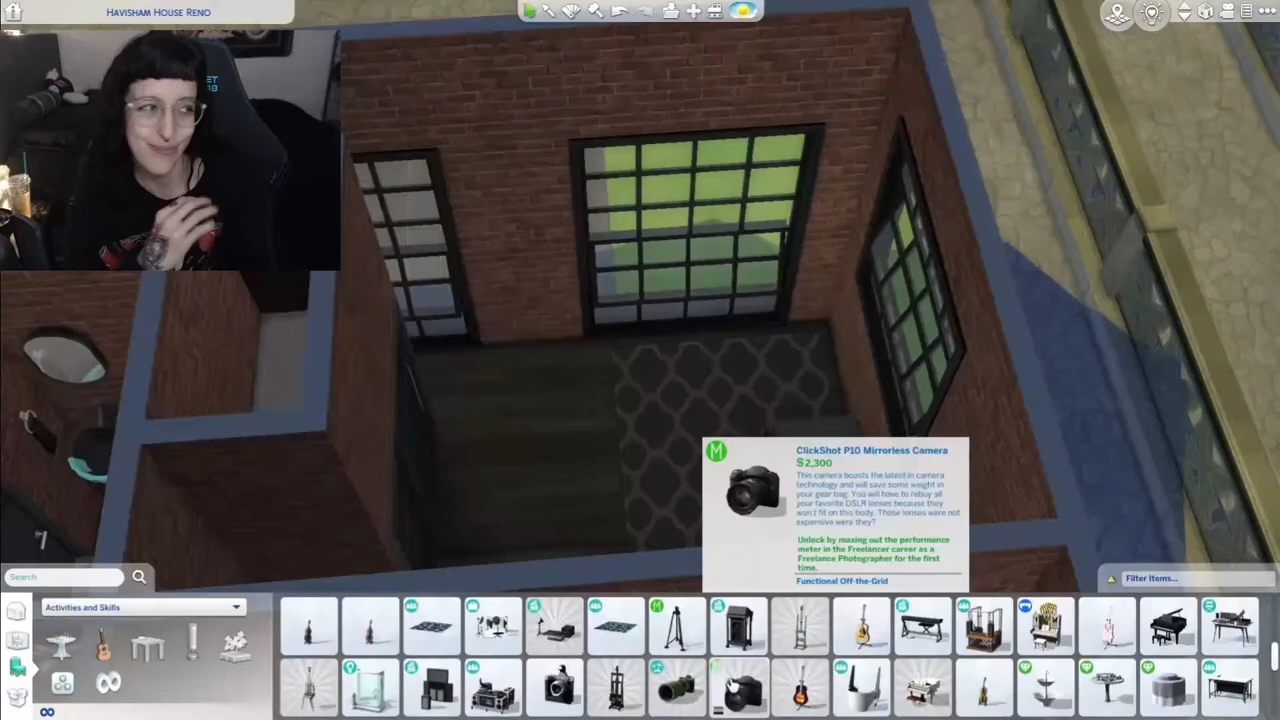 Havisham House Reno
M
ClickShot P10 Mirrorless Camera
§2,300
This camera boasts the latest in camera
technology and will save some weight in
your gear bag. You will have to rebuy all
your favorite DSLR lenses because they
won't fit on this body. Those lenses were not
expensive were they?
Unlock by maxing out the performance
meter in the Freelancer career as a
Freelance Photographer for the first
time.
Functional Off-the-Grid
Search
Filter Items...
Activities and Skills